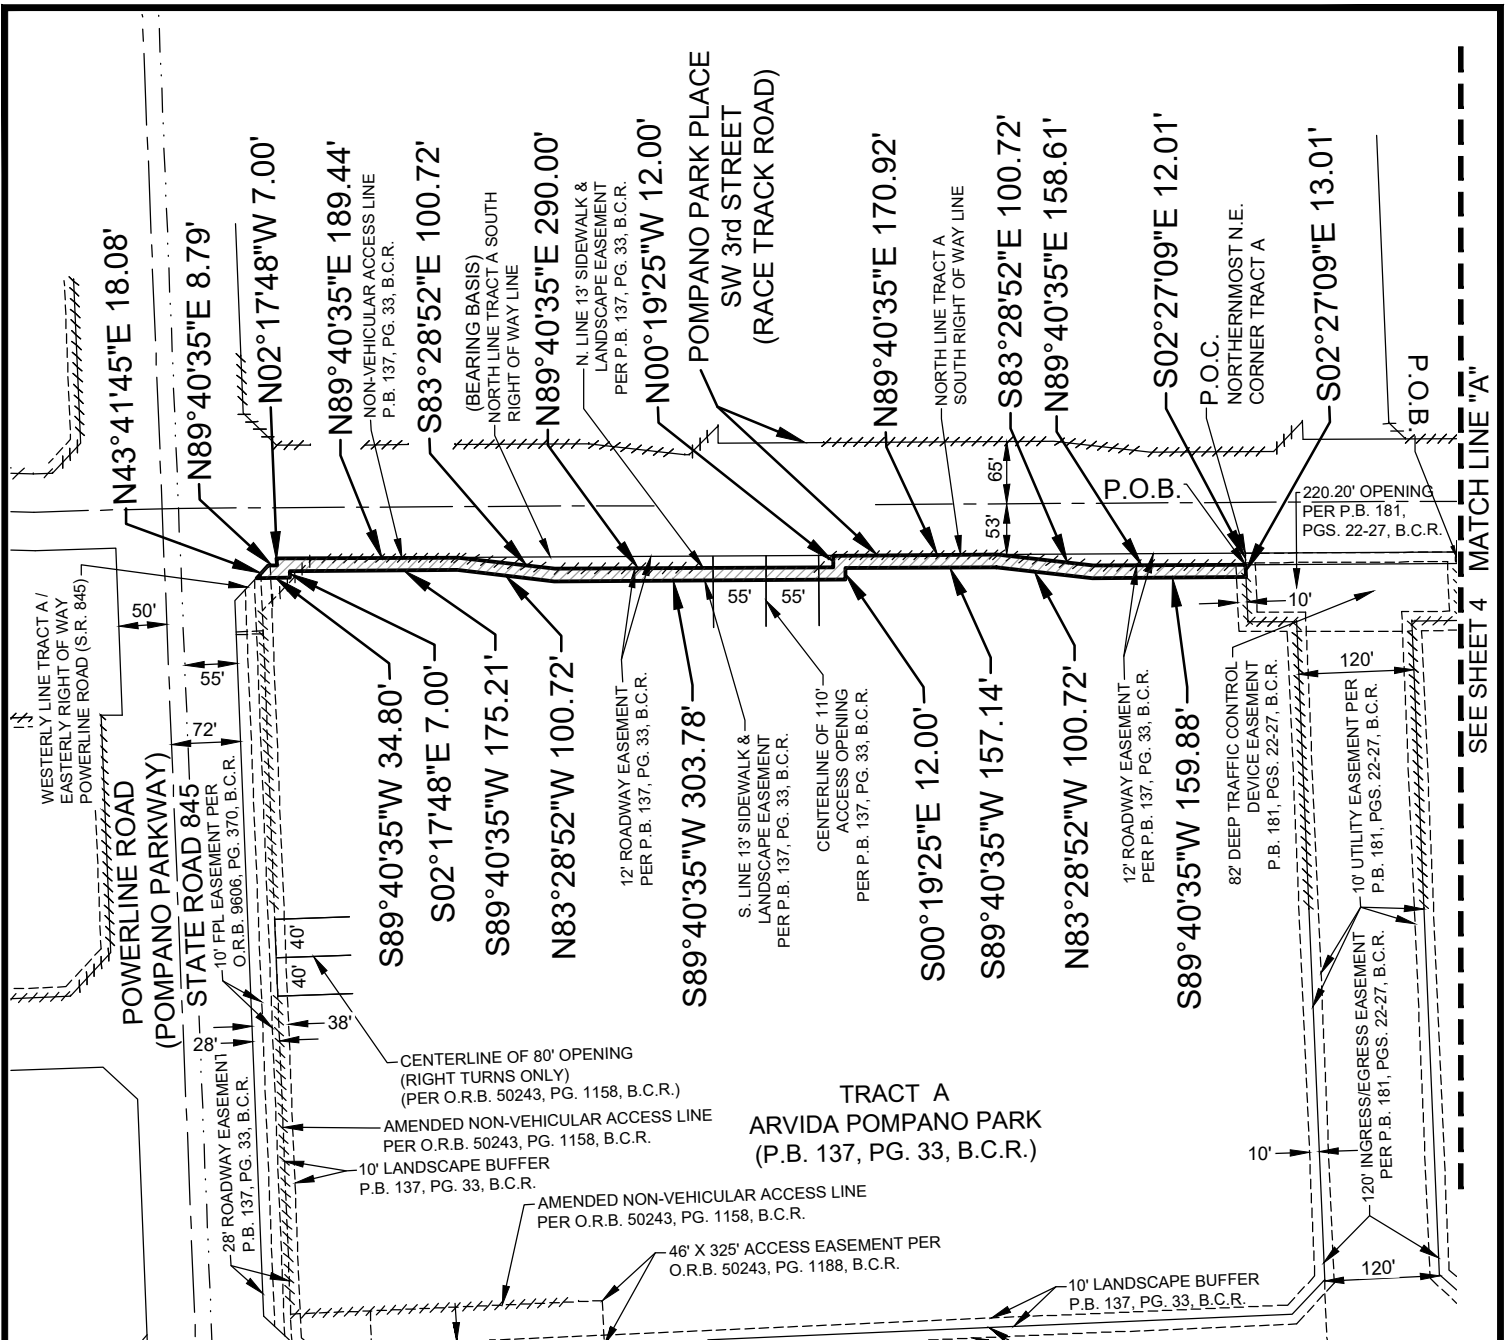 N43°41'45"E 18.08'
N89°40'35"E 8.79'
N02°17'48"W 7.00'
N89°40'35"E 189.44'
NON-VEHICULAR ACCESS LINE
P.B. 137, PG. 33, B.C.R.
S83°28'52"E 100.72'
(BEARING BASIS)
NORTH LINE TRACT A SOUTH
RIGHT OF WAY LINE
N89°40'35"E 290.00'
N. LINE 13' SIDEWALK &
LANDSCAPE EASEMENT
PER P.B. 137, PG. 33, B.C.R.
N00°19'25"W 12.00'
POMPANO PARK PLACE
SW 3rd STREET
(RACE TRACK ROAD)
N89°40'35"E 170.92'
NORTH LINE TRACT A
SOUTH RIGHT OF WAY LINE
S83°28'52"E 100.72'
N89°40'35"E 158.61'
S02°27'09"E 12.01'
P.O.C.
NORTHERNMOST N.E.
CORNER TRACT A
S02°27'09"E 13.01'
P.O.B.
SEE SHEET 4 MATCH LINE "A"
65'
53'
P.O.B.
220.20' OPENING
PER P.B. 181,
PGS. 22-27, B.C.R.
WESTERLY LINE TRACT A /
EASTERLY RIGHT OF WAY
POWERLINE ROAD (S.R. 845)
50'
55'
72'
55'
55'
10'
120'
POWERLINE ROAD
(POMPANO PARKWAY)
STATE ROAD 845
10' FPL EASEMENT PER
O.R.B. 9606, PG. 370, B.C.R.
S89°40'35"W 34.80'
S02°17'48"E 7.00'
S89°40'35"W 175.21'
N83°28'52"W 100.72'
12' ROADWAY EASEMENT
PER P.B. 137, PG. 33, B.C.R.
S89°40'35"W 303.78'
S. LINE 13' SIDEWALK &
LANDSCAPE EASEMENT
PER P.B. 137, PG. 33, B.C.R.
CENTERLINE OF 110'
ACCESS OPENING
PER P.B. 137, PG. 33, B.C.R.
S00°19'25"E 12.00'
S89°40'35"W 157.14'
N83°28'52"W 100.72'
12' ROADWAY EASEMENT
PER P.B. 137, PG. 33, B.C.R.
S89°40'35"W 159.88'
82' DEEP TRAFFIC CONTROL
DEVICE EASEMENT
P.B. 181, PGS. 22-27, B.C.R
10' UTILITY EASEMENT PER
P.B. 181, PGS. 22-27, B.C.R.
40'
40'
38'
28'
28' ROADWAY EASEMENT
P.B. 137, PG. 33, B.C.R.
CENTERLINE OF 80' OPENING
(RIGHT TURNS ONLY)
(PER O.R.B. 50243, PG. 1158, B.C.R.)
AMENDED NON-VEHICULAR ACCESS LINE
PER O.R.B. 50243, PG. 1158, B.C.R.
10' LANDSCAPE BUFFER
P.B. 137, PG. 33, B.C.R.
TRACT A
ARVIDA POMPANO PARK
(P.B. 137, PG. 33, B.C.R.)
10'
120' INGRESS/EGRESS EASEMENT
PER P.B. 181, PGS. 22-27, B.C.R.
AMENDED NON-VEHICULAR ACCESS LINE
PER O.R.B. 50243, PG. 1158, B.C.R.
46' X 325' ACCESS EASEMENT PER
O.R.B. 50243, PG. 1188, B.C.R.
10' LANDSCAPE BUFFER
P.B. 137, PG. 33, B.C.R.
120'